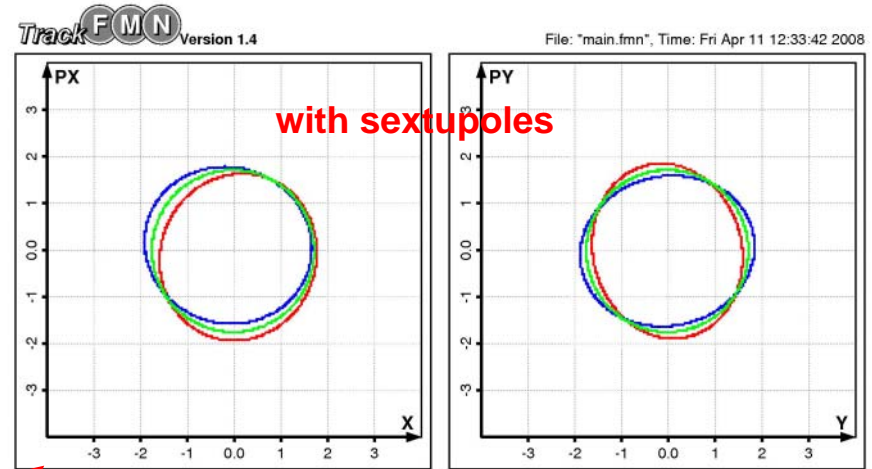 Track FMN Version 1.4
File: "main.fmn", Time: Fri Apr 11 12:33:42 2008
PX
PY
with sextupoles
3
2
1
0.0
-1
-2
-3
3
2
1
0.0
-1
-2
-3
X
Y
-3 -2 -1 0.0 1 2 3
-3 -2 -1 0.0 1 2 3